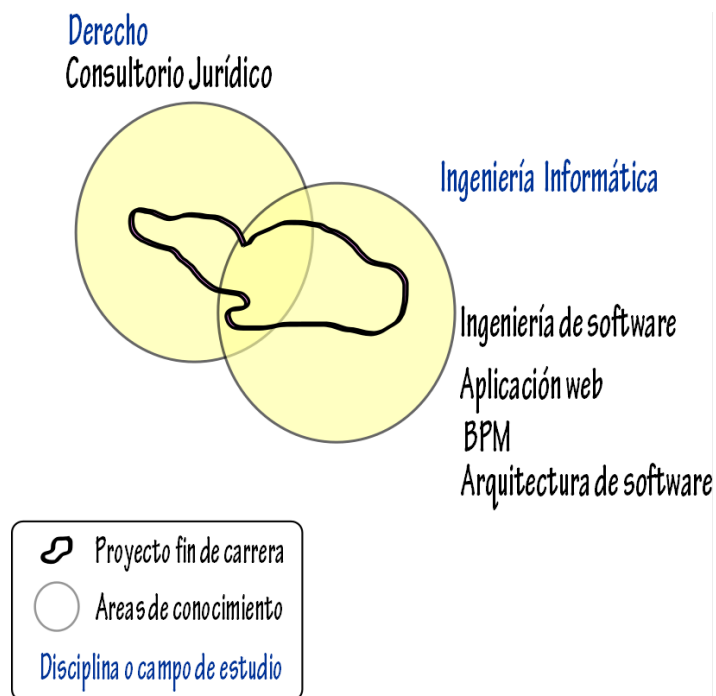 Derecho
Consultorio Jurídico
Ingeniería Informática
Ingeniería de software
Aplicación web
BPM
Arquitectura de software
Proyecto fin de carrera
Areas de conocimiento
Disciplina o campo de estudio